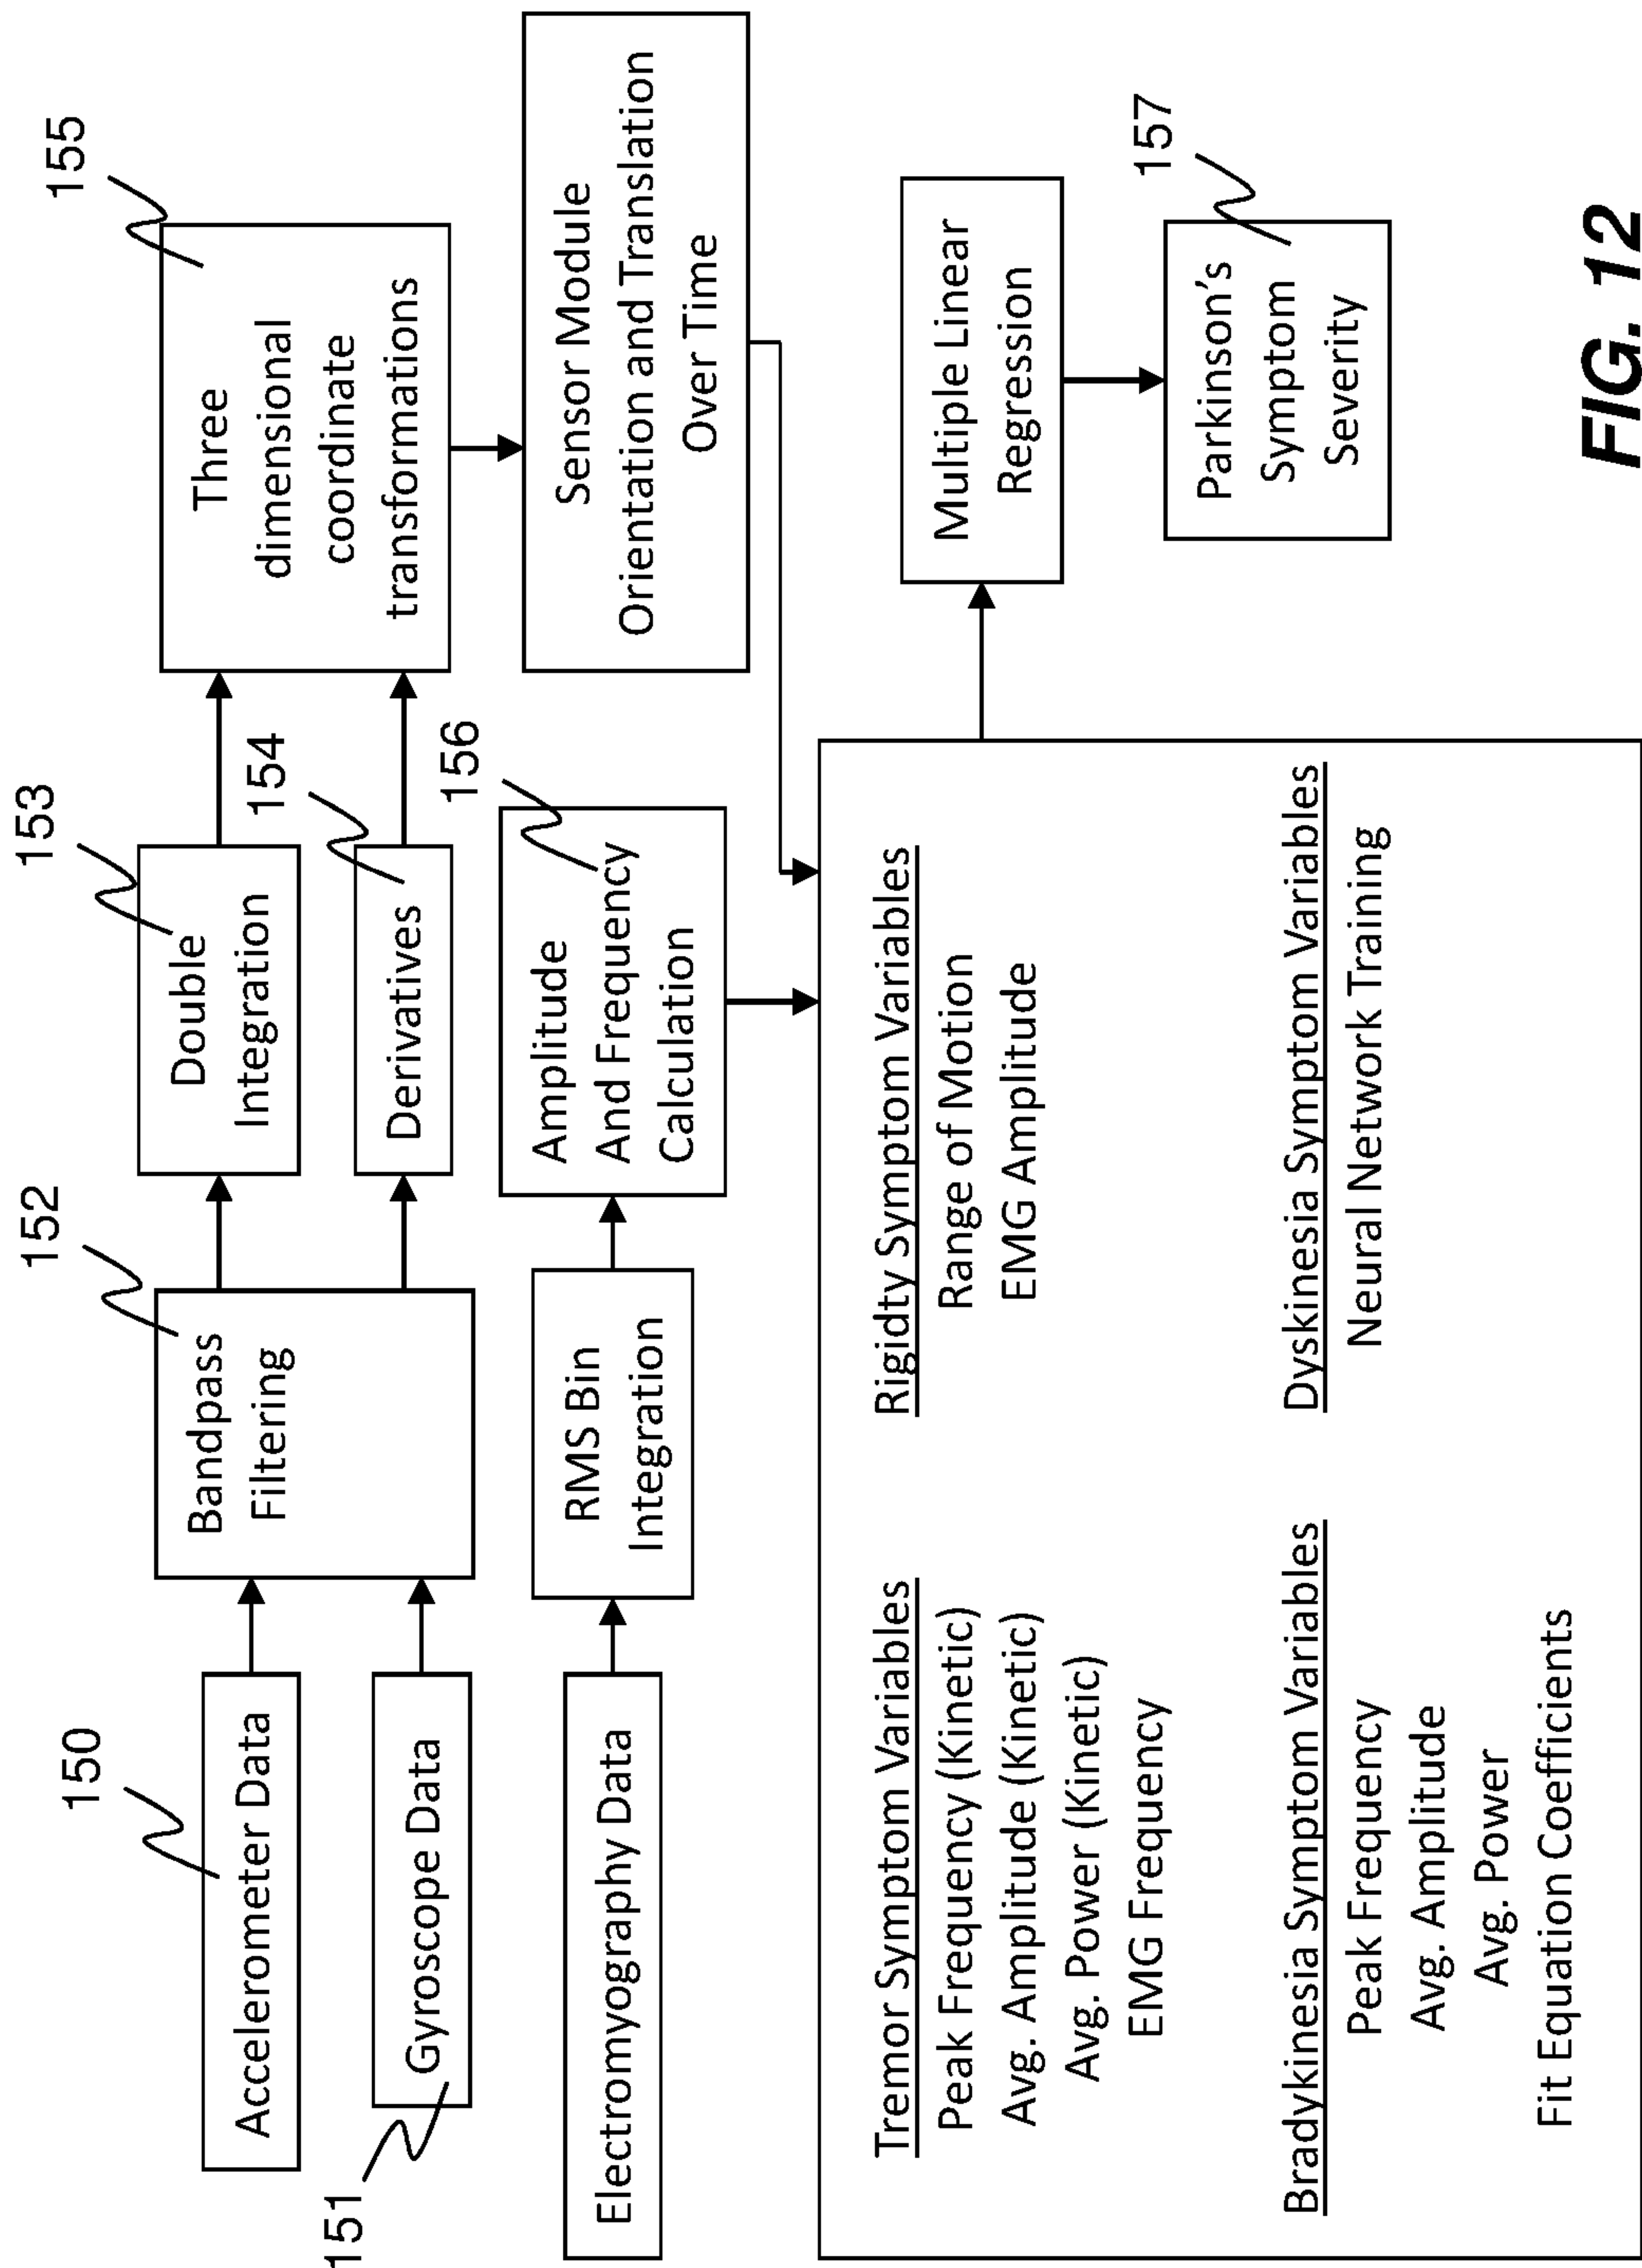 150
Accelerometer Data
151
Gyroscope Data
Electromyography Data
152
Bandpass
Filtering
RMS Bin
Integration
153
Double
Integration
154
Derivatives
156
Amplitude
And Frequency
Calculation
155
Three
dimensional
coordinate
transformations
Sensor Module
Orientation and Translation
Over Time
Tremor Symptom Variables
Peak Frequency (Kinetic)
Avg. Amplitude (Kinetic)
Avg. Power (Kinetic)
EMG Frequency
Rigidty Symptom Variables
Range of Motion
EMG Amplitude
Bradykinesia Symptom Variables
Peak Frequency
Avg. Amplitude
Avg. Power
Fit Equation Coefficients
Dyskinesia Symptom Variables
Neural Network Training
Multiple Linear
Regression
157
Parkinson's
Symptom
Severity
FIG. 12